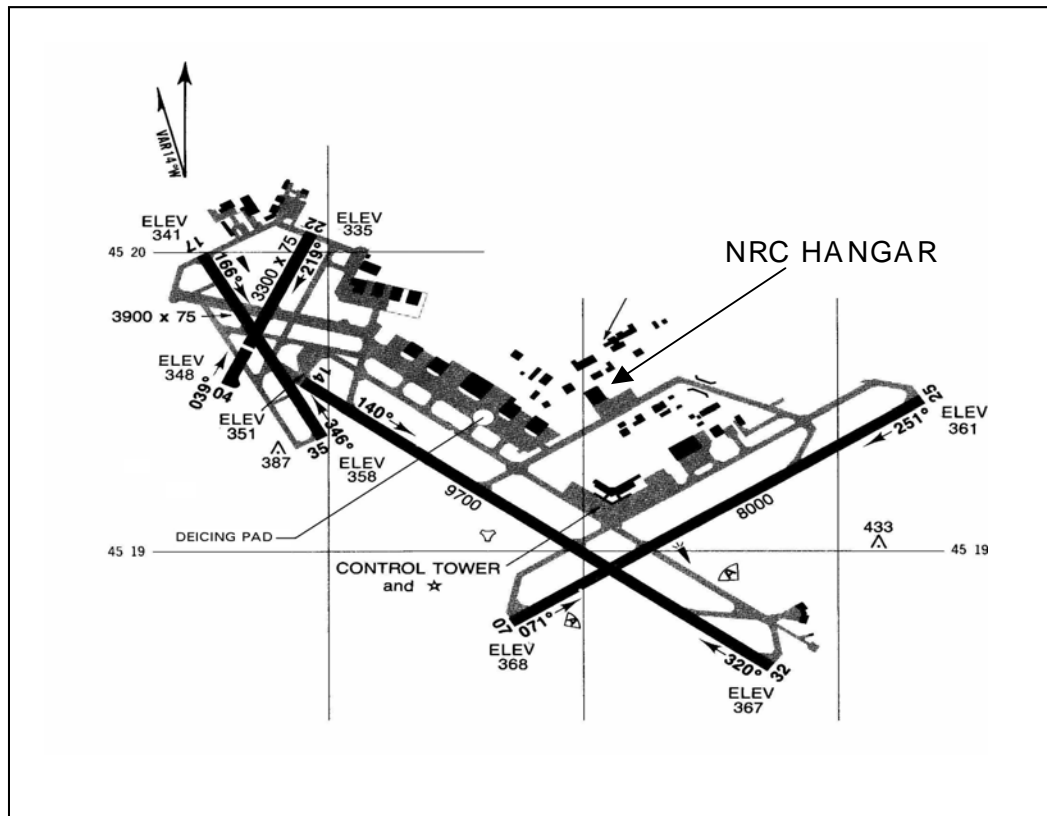 VAR 14°W
ELEV
341
17
166°
22
219°
ELEV
335
45 20
3300 x 75
NRC HANGAR
3900 x 75
ELEV
348
039°
04
ELEV
351
14
140°
346°
35
387
ELEV
358
9700
25
251°
ELEV
361
8000
DEICING PAD
433
45 19
45 19
CONTROL TOWER
and ☆
A
A
07
071°
ELEV
368
320°
32
ELEV
367